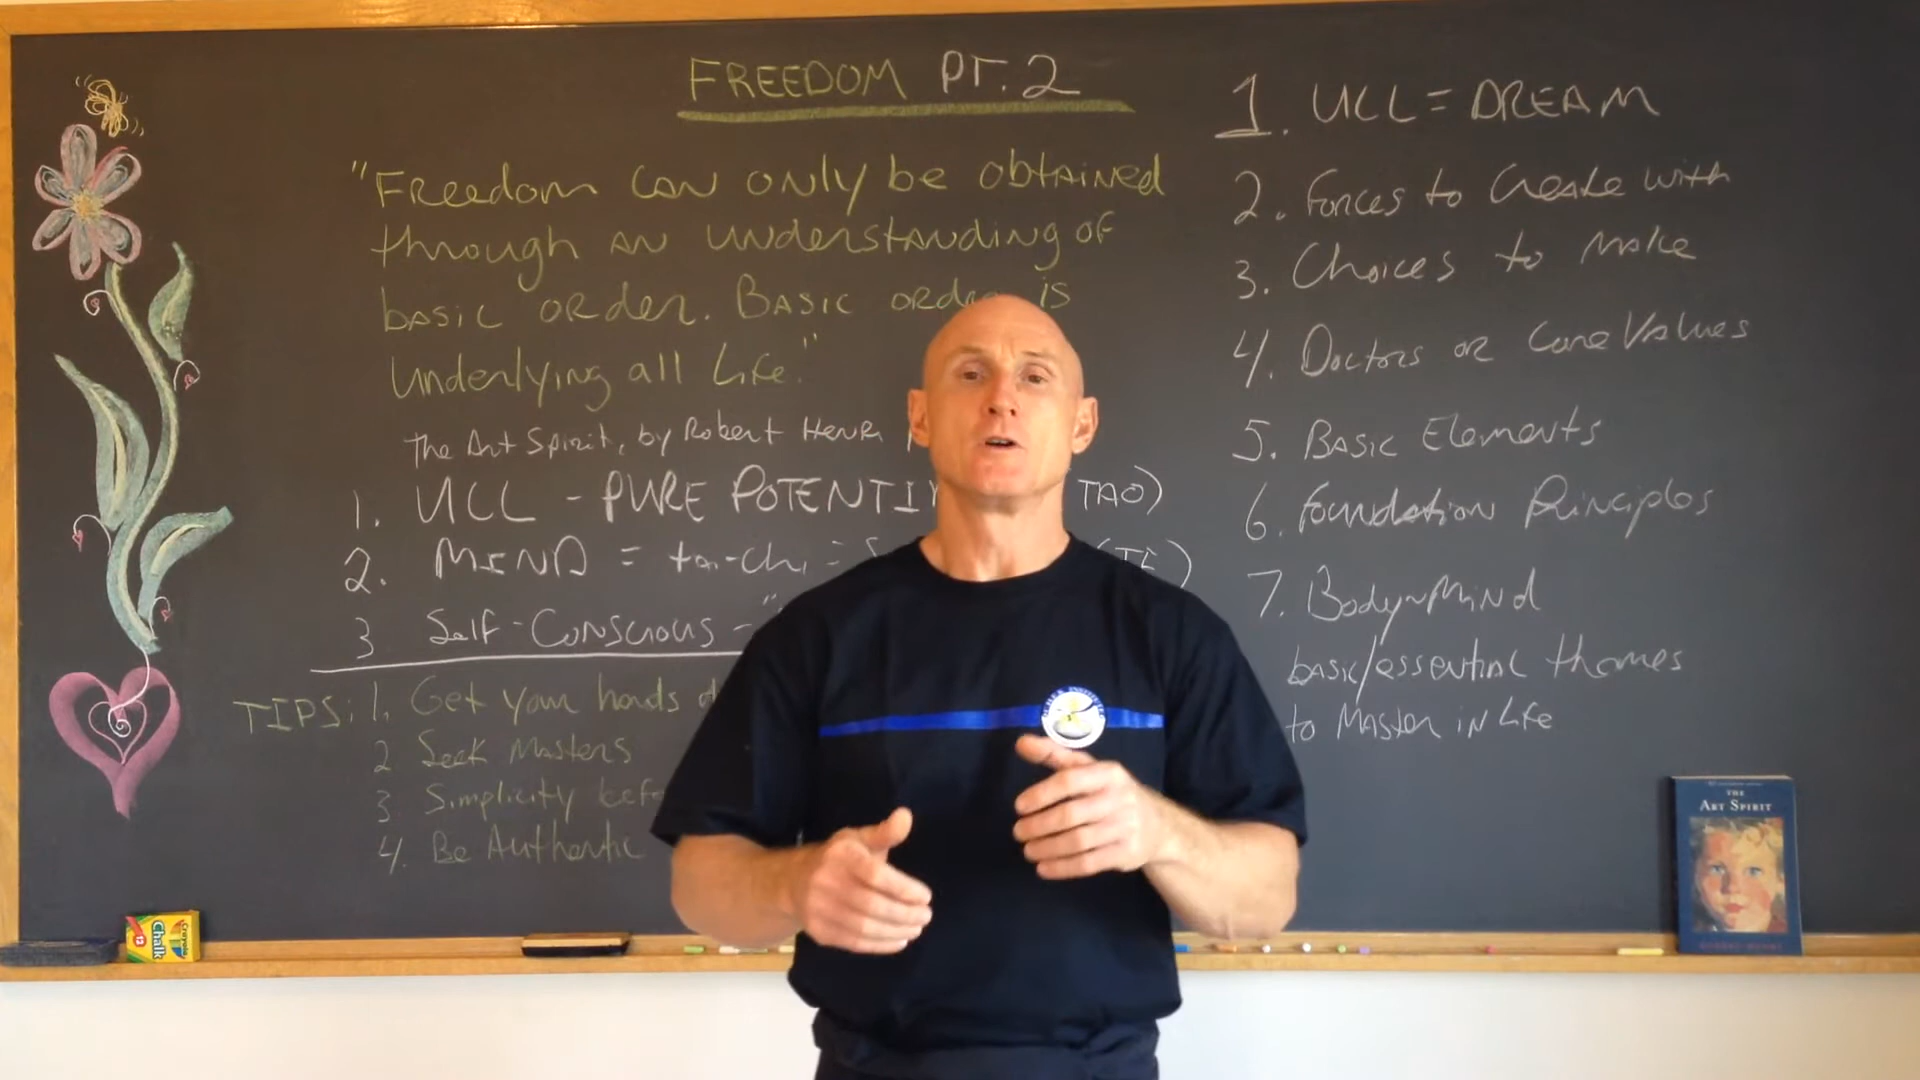 FREEDOM PT. 2
"Freedom can only be obtained
through an understanding of
basic order. Basic order is
underlying all Life."
The Art Spirit, by Robert Henri
1. UCL - PURE POTENTI TAO)
2. MIND = tai-chi =
3 Self-Conscious - "
TIPS: 1. Get your hands d
2 Seek Masters
3. Simplicity befo
4. Be Authentic
1. UCL = DREAM
2. Forces to Create with
3. Choices to make
4. Doctors or Core Values
5. Basic Elements
6. Foundation Principles
7. Body~Mind
basic/essential themes
to Master in Life
Crayola
Chalk
12
THE
ART SPIRIT
ROBERT HENRI